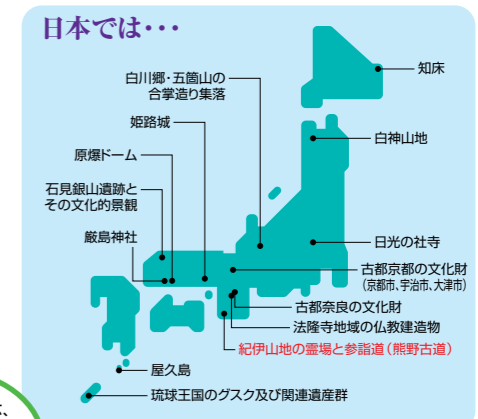 日本では・・・
知床
白川郷・五箇山の
合掌造り集落
姫路城
白神山地
原爆ドーム
石見銀山遺跡と
その文化的景観
厳島神社
日光の社寺
古都京都の文化財
(京都市、宇治市、大津市)
古都奈良の文化財
法隆寺地域の仏教建造物
紀伊山地の霊場と参詣道(熊野古道)
屋久島
琉球王国のグスク及び関連遺産群